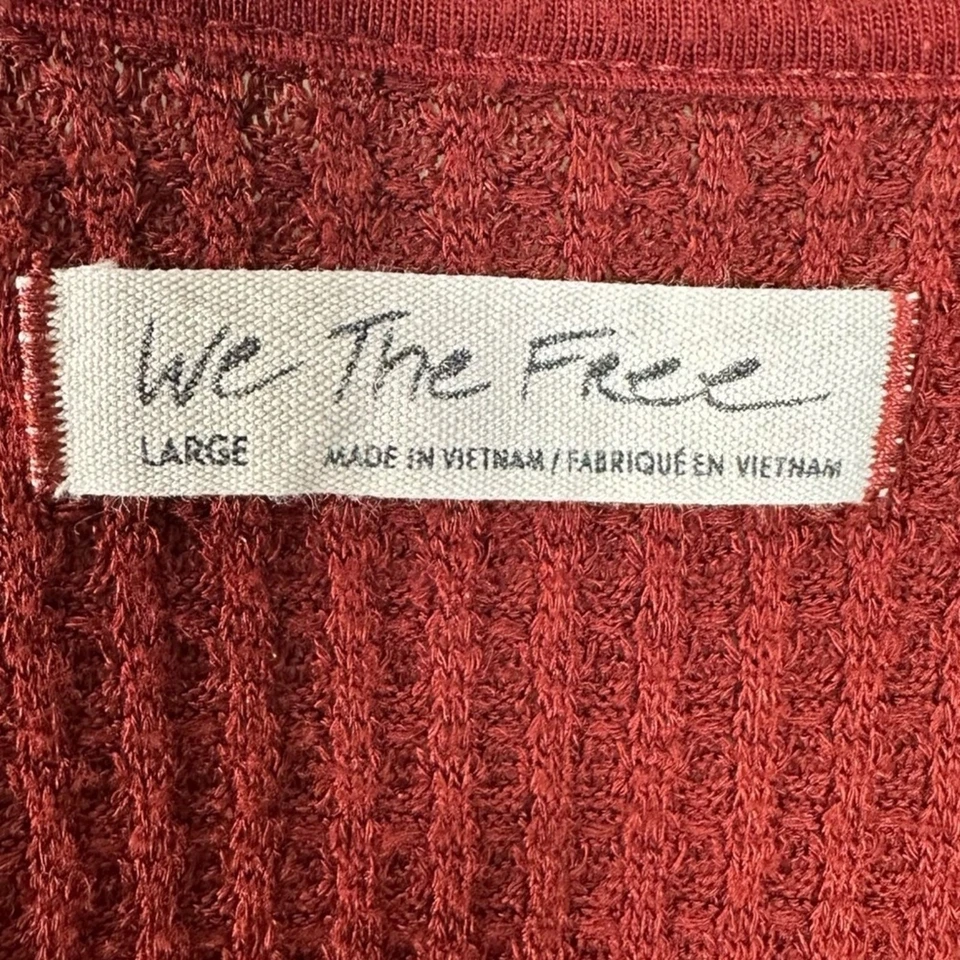 We The Free
LARGE MADE IN VIETNAM / FABRIQUÉ EN VIETNAM